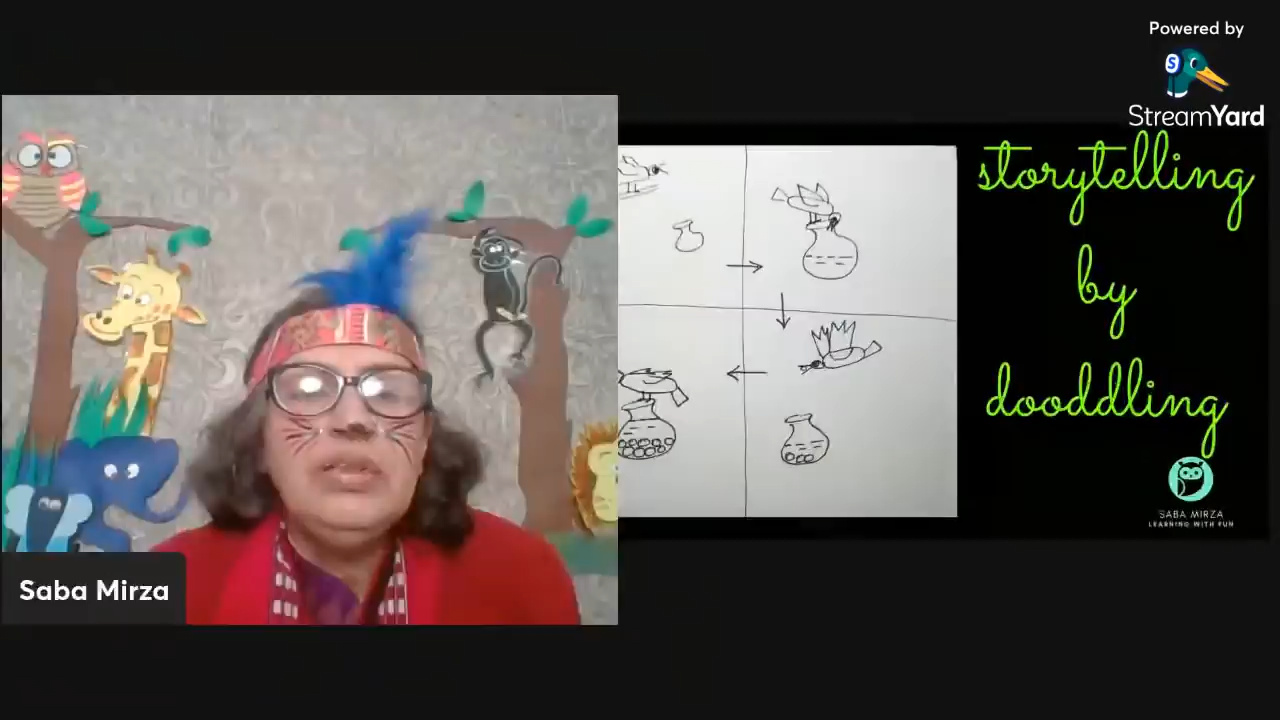 Powered by
StreamYard
storytelling
by
dooddling
SABA MIRZA
LEARNING WITH FUN
Saba Mirza